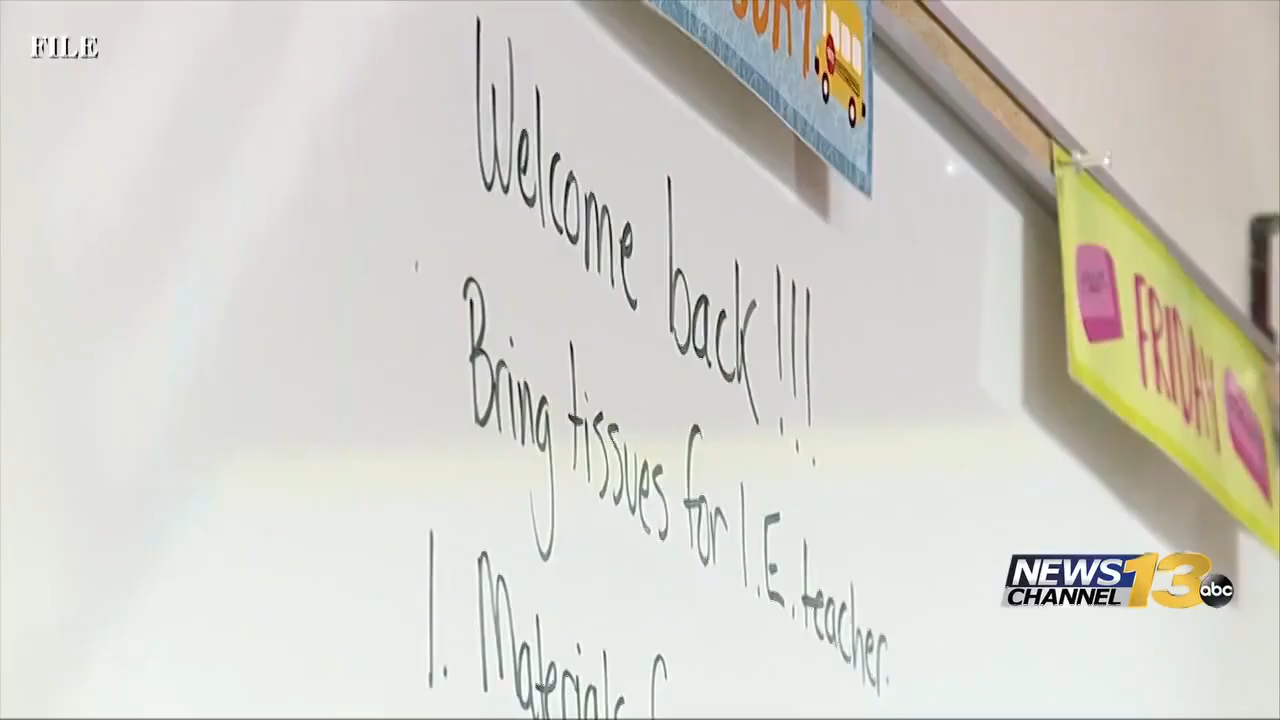 FILE
Welcome back!!!
Bring tissues for I.E. teacher.
1. Materials
FRIDAY
NEWS
CHANNEL 13 abc